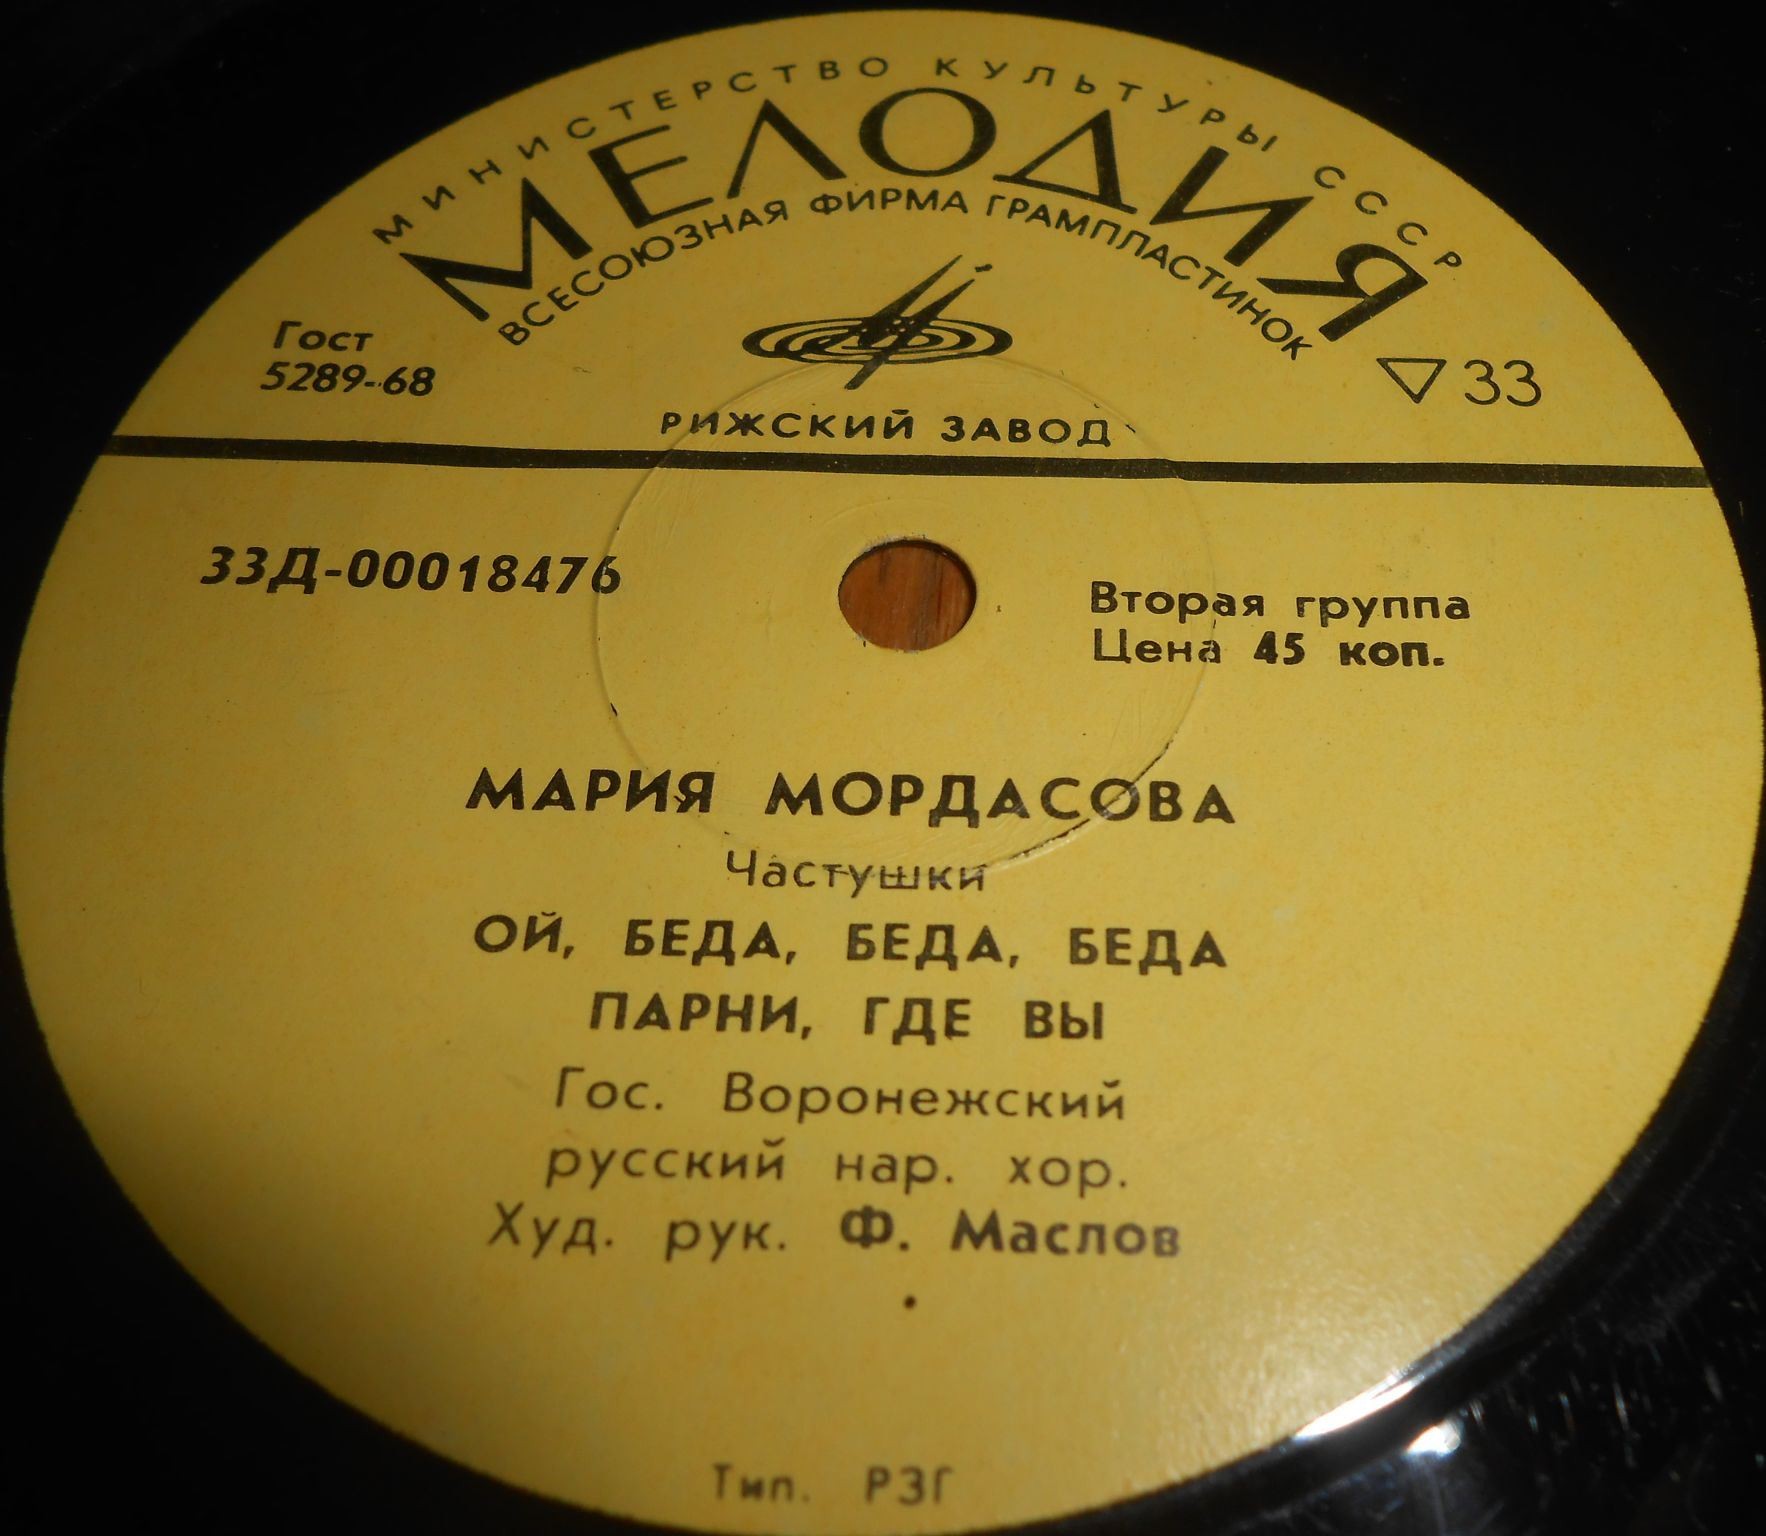 МИНИСТЕРСТВО КУЛЬТУРЫ СССР
МЕЛОДИЯ
ВСЕСОЮЗНАЯ ФИРМА ГРАМПЛАСТИНОК
Гост
5289-68
33
РИЖСКИЙ ЗАВОД
33Д-00018476
Вторая группа
Цена 45 коп.
МАРИЯ МОРДАСОВА
Частушки
ОЙ, БЕДА, БЕДА, БЕДА
ПАРНИ, ГДЕ ВЫ
Гос. Воронежский
русский нар. хор.
Худ. рук. Ф. Маслов
Тип. РЗГ